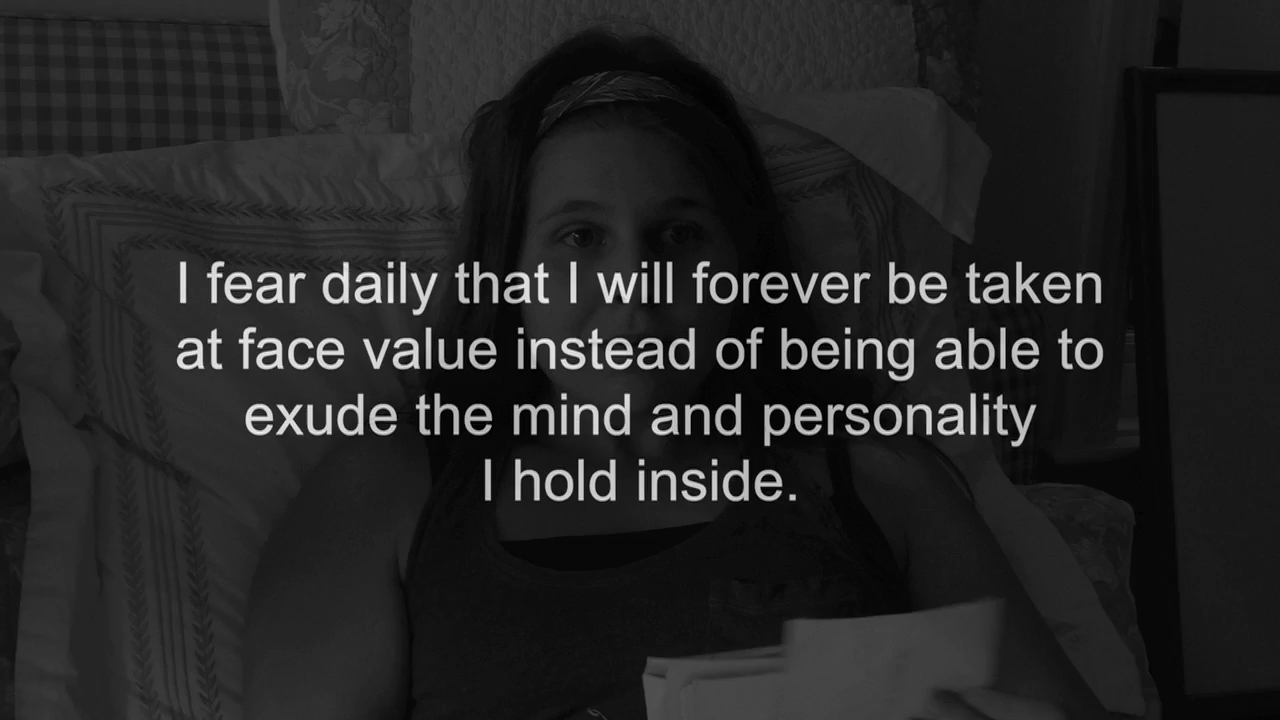 I fear daily that I will forever be taken
at face value instead of being able to
exude the mind and personality
I hold inside.